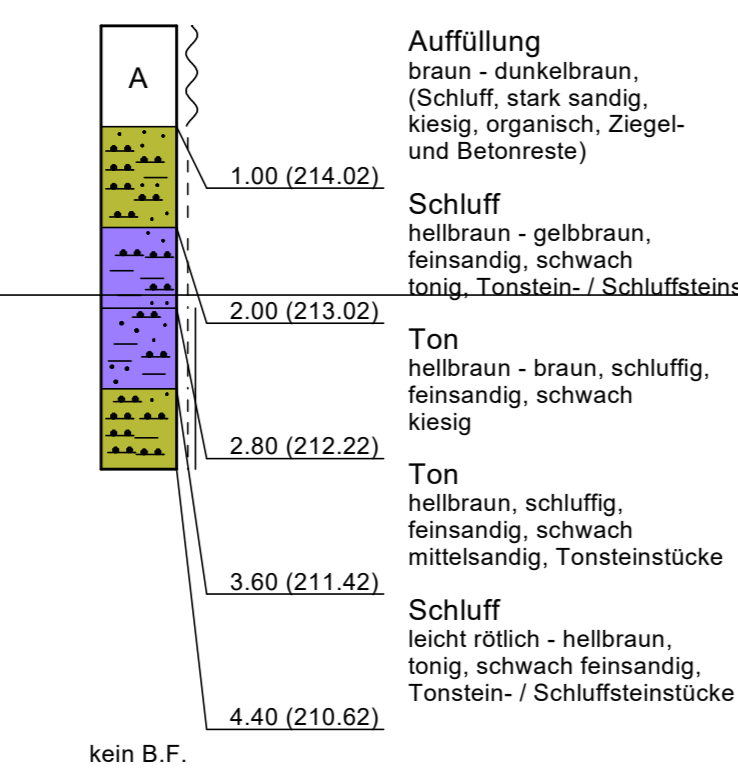 A
Auffüllung
braun - dunkelbraun,
(Schluff, stark sandig,
kiesig, organisch, Ziegel-
und Betonreste)
1.00 (214.02)
Schluff
hellbraun - gelbbraun,
feinsandig, schwach
tonig, Tonstein- / Schluffsteins
2.00 (213.02)
Ton
hellbraun - braun, schluffig,
feinsandig, schwach
kiesig
2.80 (212.22)
Ton
hellbraun, schluffig,
feinsandig, schwach
mittelsandig, Tonsteinstücke
3.60 (211.42)
Schluff
leicht rötlich - hellbraun,
tonig, schwach feinsandig,
Tonstein- / Schluffsteinstücke
4.40 (210.62)
kein B.F.